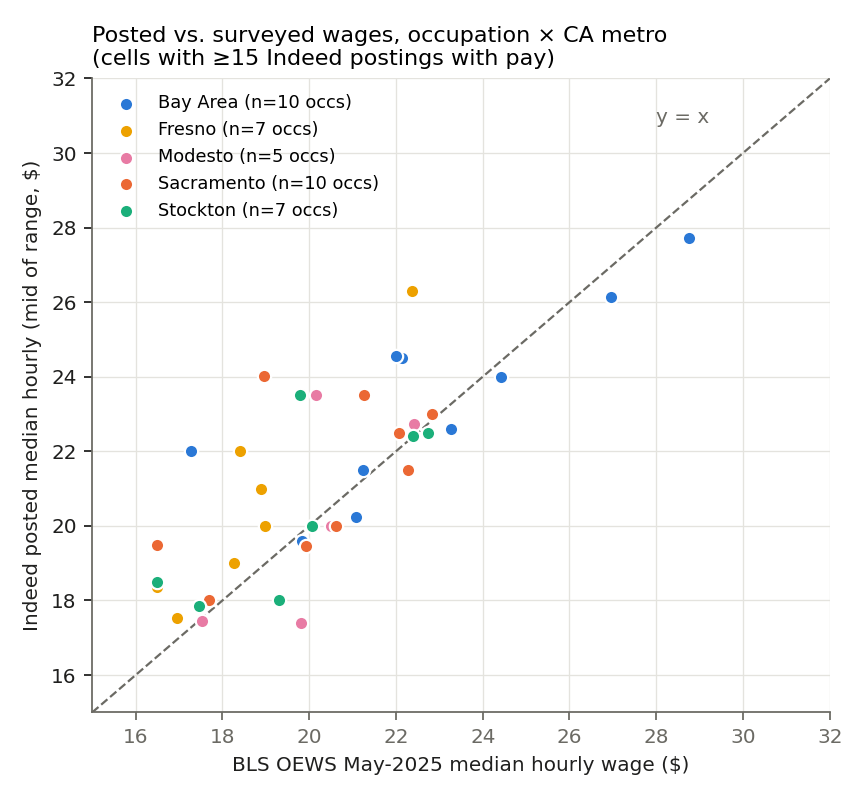 Posted vs. surveyed wages, occupation × CA metro
(cells with ≥15 Indeed postings with pay)
32
30
28
26
24
22
20
18
16
Indeed posted median hourly (mid of range, $)
Bay Area (n=10 occs)
Fresno (n=7 occs)
Modesto (n=5 occs)
Sacramento (n=10 occs)
Stockton (n=7 occs)
y = x
16 18 20 22 24 26 28 30 32
BLS OEWS May-2025 median hourly wage ($)